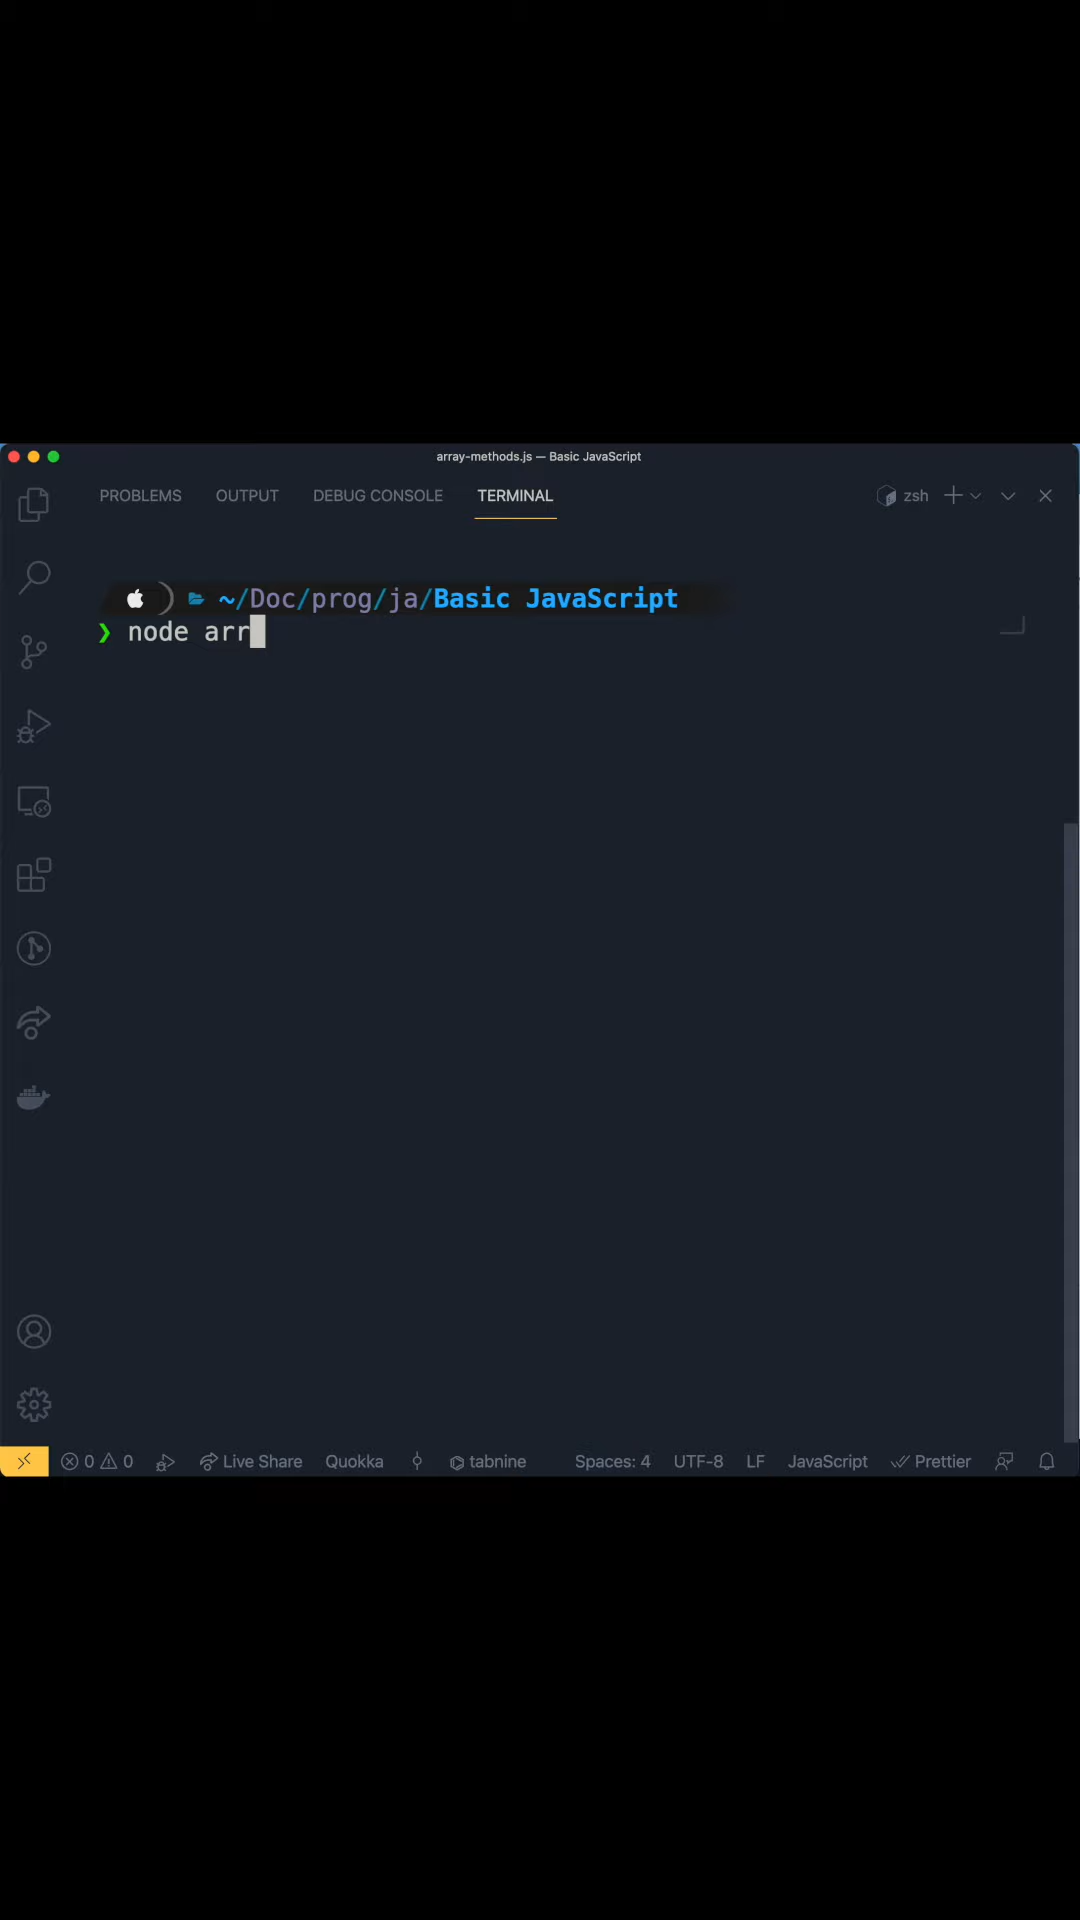 array-methods.js — Basic JavaScript
PROBLEMS OUTPUT DEBUG CONSOLE TERMINAL zsh
~/Doc/prog/ja/Basic JavaScript
❯ node arr
0 0 Live Share Quokka tabnine Spaces: 4 UTF-8 LF JavaScript Prettier